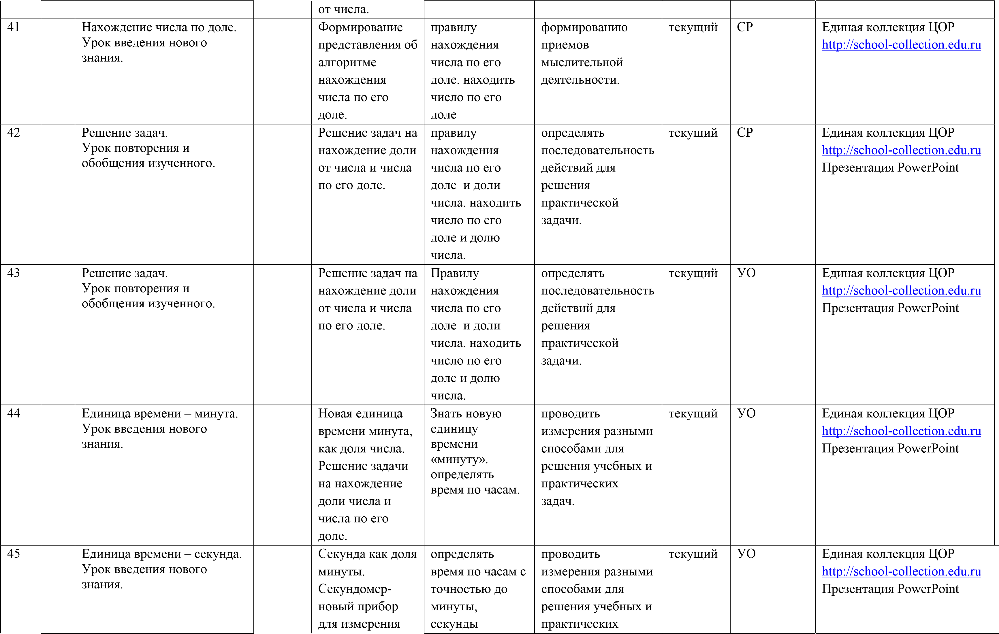 от числа.
41
Нахождение числа по доле.
Урок введения нового
знания.
Формирование
представления об
алгоритме
нахождения
числа по его
доле.
правилу
нахождения
числа по его
доле. находить
число по его
доле
формированию
приемов
мыслительной
деятельности.
текущий
СР
Единая коллекция ЦОР
http://school-collection.edu.ru
42
Решение задач.
Урок повторения и
обобщения изученного.
Решение задач на
нахождение доли
от числа и числа
по его доле.
правилу
нахождения
числа по его
доле  и доли
числа. находить
число по его
доле и долю
числа.
определять
последовательность
действий для
решения
практической
задачи.
текущий
СР
Единая коллекция ЦОР
http://school-collection.edu.ru
Презентация PowerPoint
43
Решение задач.
Урок повторения и
обобщения изученного.
Решение задач на
нахождение доли
от числа и числа
по его доле.
Правилу
нахождения
числа по его
доле  и доли
числа. находить
число по его
доле и долю
числа.
определять
последовательность
действий для
решения
практической
задачи.
текущий
УО
Единая коллекция ЦОР
http://school-collection.edu.ru
Презентация PowerPoint
44
Единица времени – минута.
Урок введения нового
знания.
Новая единица
времени минута,
как доля числа.
Решение задачи
на нахождение
доли числа и
числа по его
доле.
Знать новую
единицу
времени
«минуту».
определять
время по часам.
проводить
измерения разными
способами для
решения учебных и
практических
задач.
текущий
УО
Единая коллекция ЦОР
http://school-collection.edu.ru
Презентация PowerPoint
45
Единица времени – секунда.
Урок введения нового
знания.
Секунда как доля
минуты.
Секундомер-
новый прибор
для измерения
определять
время по часам с
точностью до
минуты,
секунды
проводить
измерения разными
способами для
решения учебных и
практических
текущий
УО
Единая коллекция ЦОР
http://school-collection.edu.ru
Презентация PowerPoint